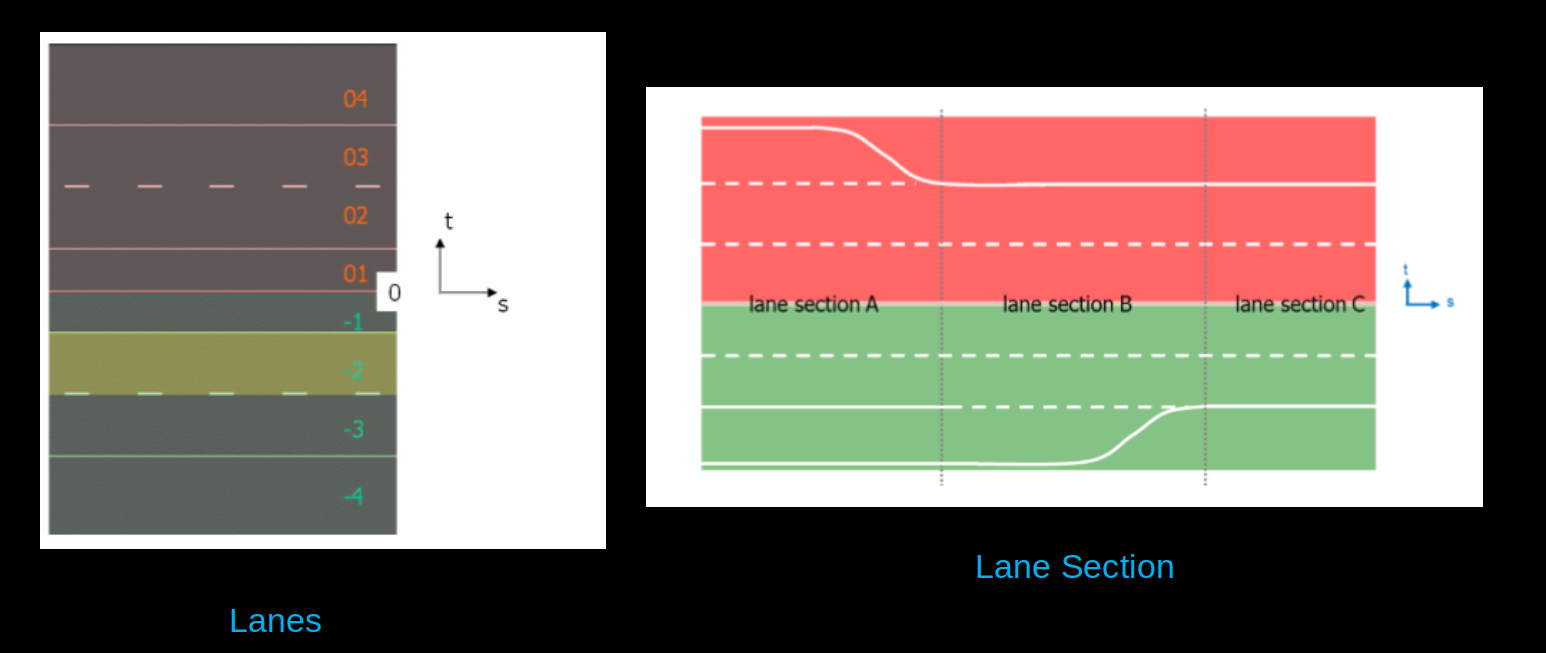 04
03
02
01
0
-1
-2
-3
-4
t
s
Lanes
lane section A
lane section B
lane section C
t
s
Lane Section